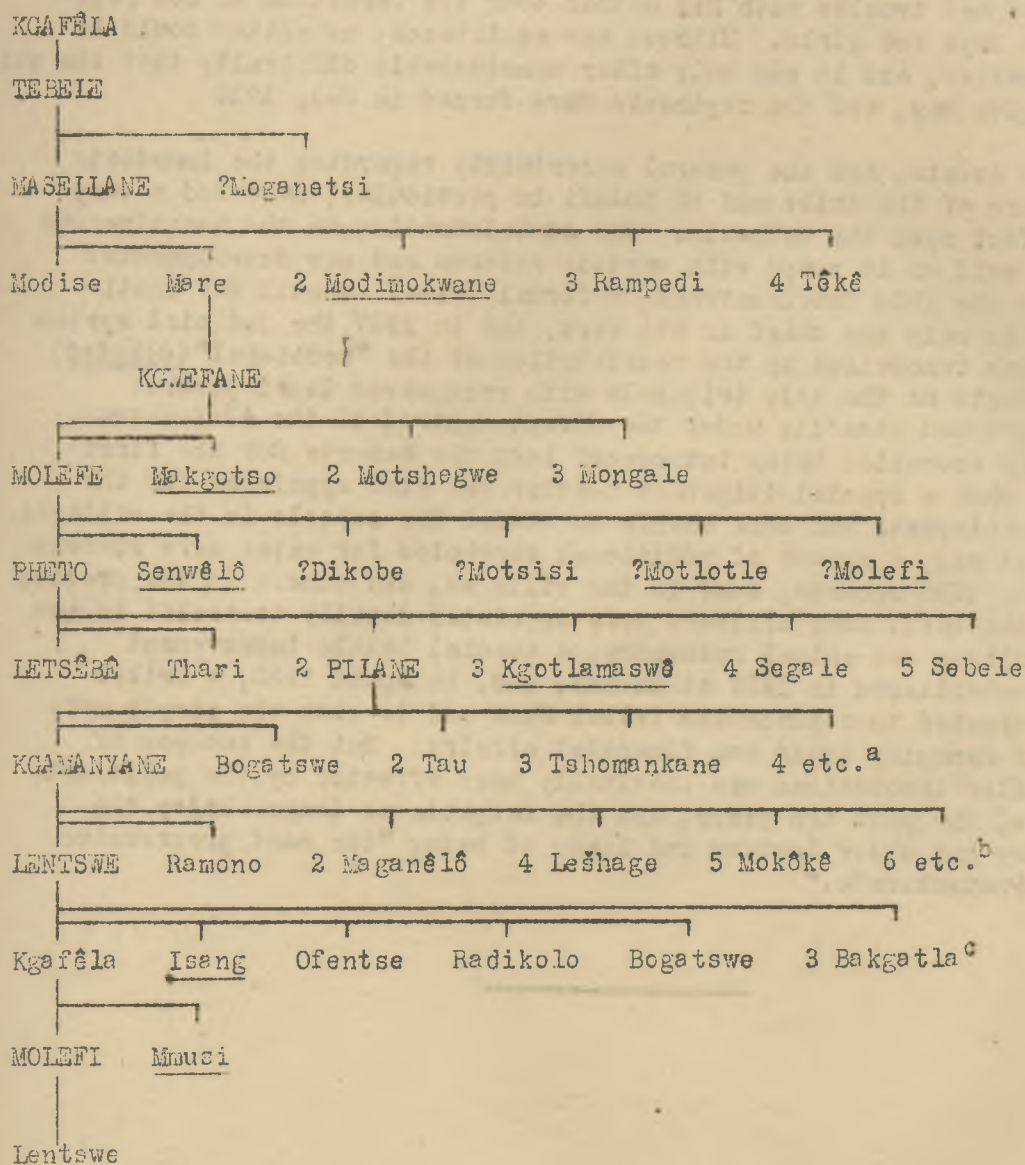 KGAFÊLA
TEBELE
MASELLANE ?Moganetsi
Modise Mare 2 Modimokwane 3 Rampedi 4 Têkê
KGWEFANE
MOLEFE Makgotso 2 Motshegwe 3 Mongale
PHETO Senwêlô ?Dikobe ?Motsisi ?Motlotle ?Molefi
LETSÊBÊ Thari 2 PILANE 3 Kgotlamaswê 4 Segale 5 Sebele
KGAMANYANE Bogatswe 2 Tau 3 Tshomaṇkane 4 etc.a
LENTSWE Ramono 2 Maganêlô 4 Lešhage 5 Mokôkê 6 etc.b
Kgafêla Isang Ofentse Radikolo Bogatswe 3 Bakgatla c
MOLEFI Mmusi
Lentswe